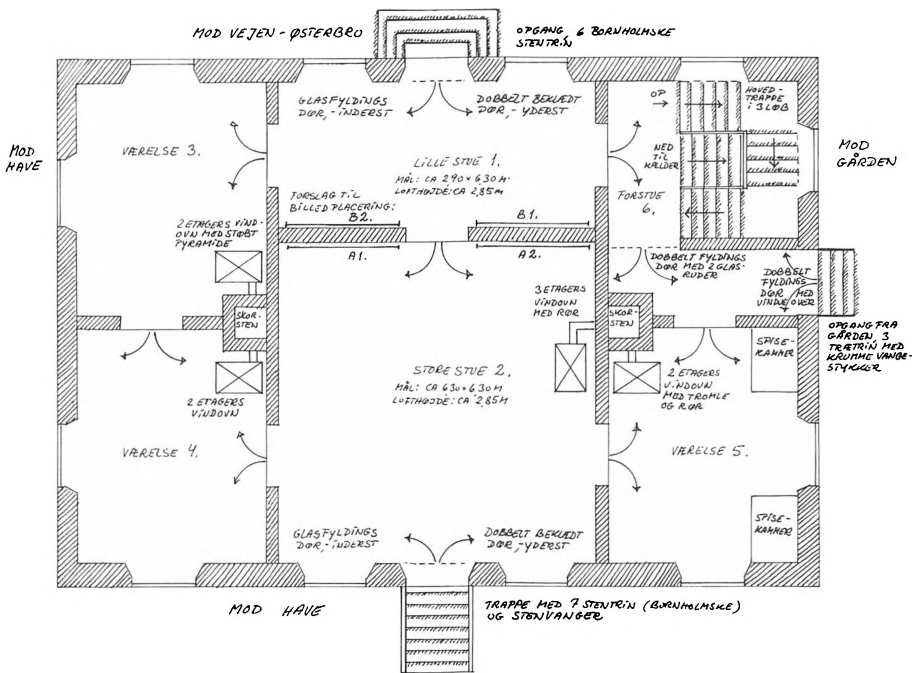 MOD VEJEN - ØSTERBRO
OPGANG, 6 BORNHOLMSKE
STENTRIN
MOD
HAVE
VÆRELSE 3.
GLASFYLDINGS
DØR, - INDERST
DOBBELT BEKLÆDT
DØR, - YDERST
LILLE STUE 1.
MÅL: CA 290 x 630 M
LOFTHØJDE: CA 2,85 M
FORSLAG TIL
BILLED PLACERING:
B2.
B1.
A1.
A2.
OP
NED
TIL
KÆLDER
HOVED-
TRAPPE
I 3 LØB
MOD
GÅRDEN
FORSTUE
6.
2 ETAGERS VIND-
OVN MED STØBT
PYRAMIDE
SKOR-
STEN
DOBBELT FYLDINGS
DØR MED 2 GLAS-
RUDER
DOBBELT
FYLDINGS
DØR MED
VINDUE OVER
OPGANG FRA
GÅRDEN, 3
TRÆTRIN MED
KRUMME VANGE-
STYKKER
3 ETAGERS
VINDOVN
MED RØR
SKOR-
STEN
SPISE-
KAMMER
STORE STUE 2.
MÅL: CA 630 x 630 M
LOFTHØJDE: CA 2,85 M
2 ETAGERS
VINDOVN
2 ETAGERS
VINDOVN
MED TROMLE
OG RØR
VÆRELSE 4.
VÆRELSE 5.
SPISE-
KAMMER
GLASFYLDINGS
DØR, - INDERST
DOBBELT BEKLÆDT
DØR, - YDERST
MOD HAVE
TRAPPE MED 7 STENTRIN (BORNHOLMSKE)
OG STENVANGER